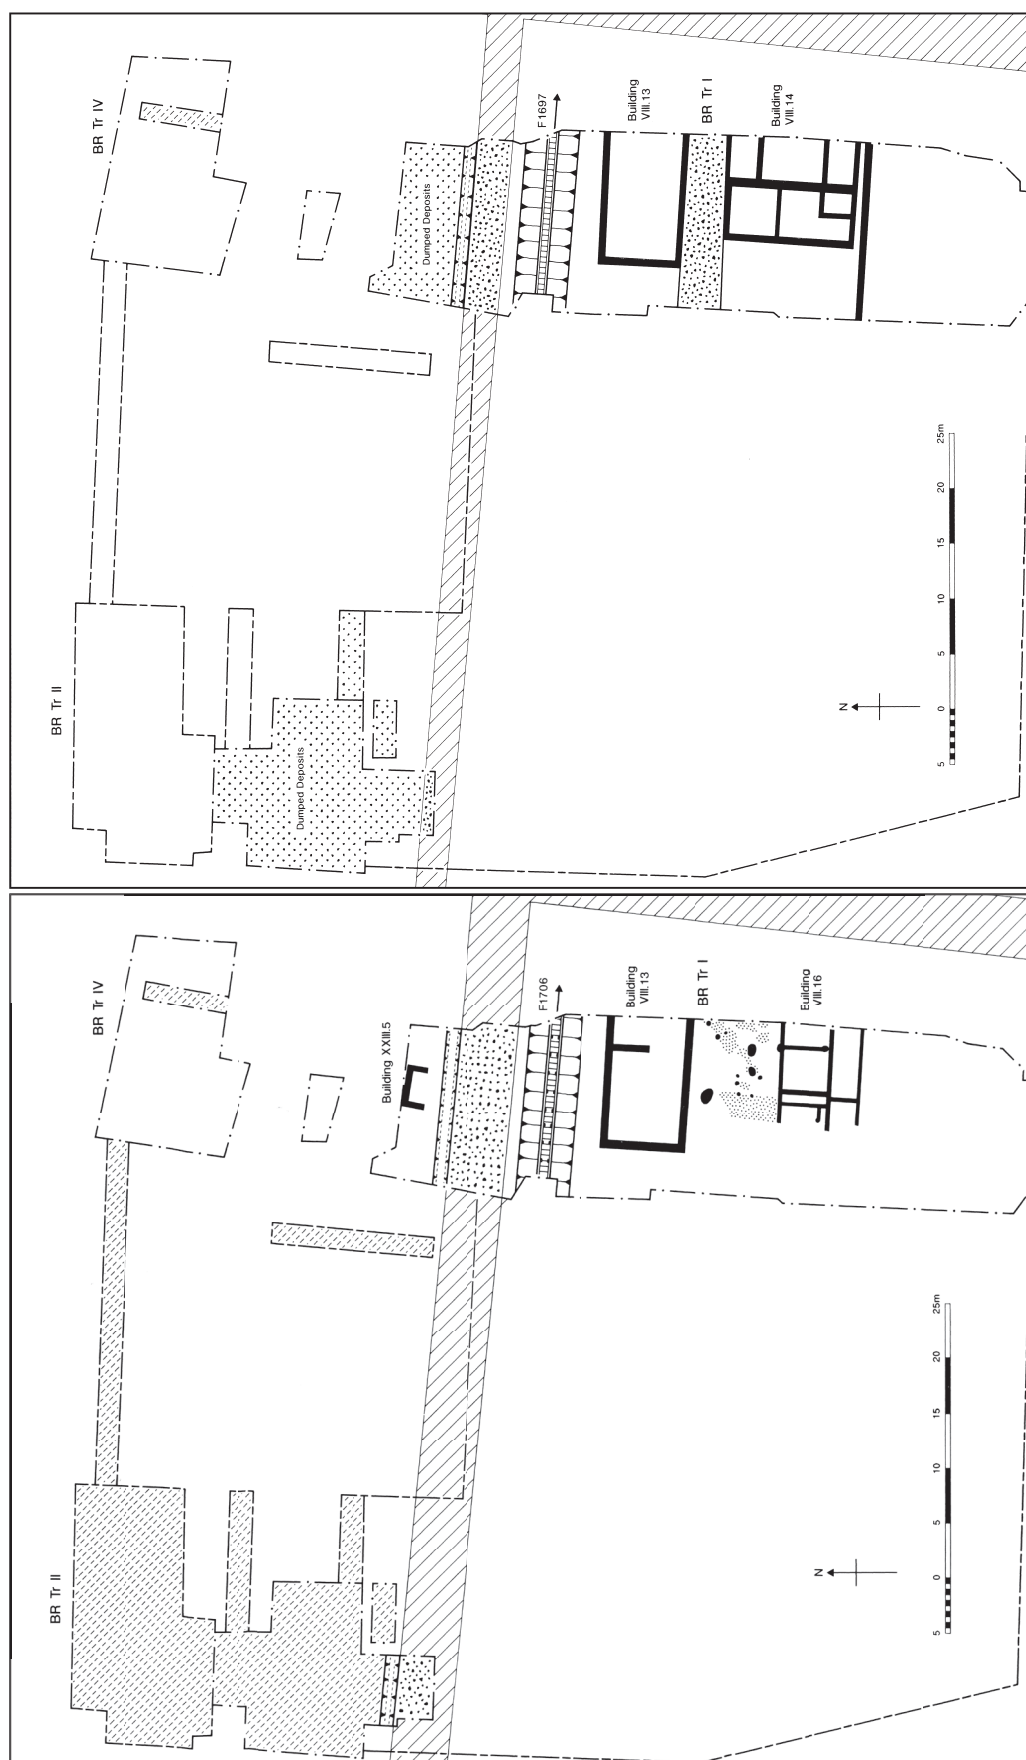 BR Tr IV
F1697
Building
VIII.13
BR Tr I
Building
VIII.14
Dumped Deposits
BR Tr II
Dumped Deposits
N
5 0 5 10 15 20 25m
BR Tr IV
Building XXIII.5
F1706
Building
VIII.13
BR Tr I
Building
VIII.16
BR Tr II
N
5 0 5 10 15 20 25m